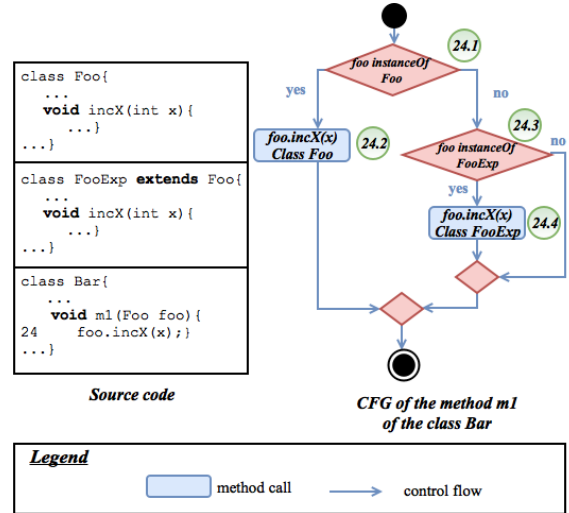 class Foo{
...
void incX(int x){
...}
...}
class FooExp extends Foo{
...
void incX(int x){
...}
...}
class Bar{
...
void m1(Foo foo){
24 foo.incX(x);}
...}
Source code
24.1
foo instanceOf
Foo
yes
no
foo.incX(x)
Class Foo
24.2
24.3
foo instanceOf
FooExp
no
yes
foo.incX(x)
Class FooExp
24.4
CFG of the method m1
of the class Bar
Legend
method call
control flow